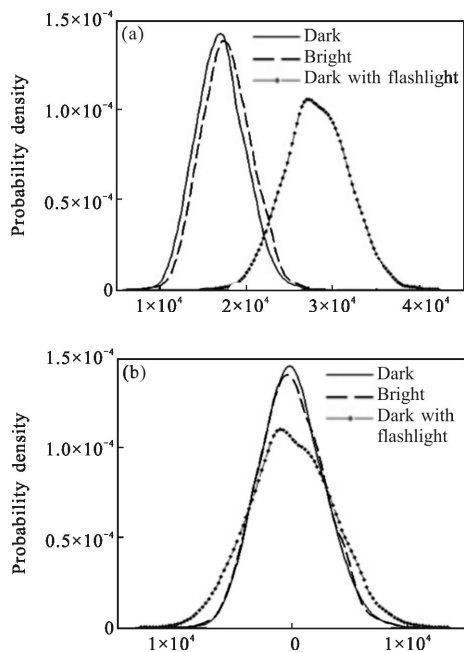 (a)
Dark
Bright
Dark with flashlight
Probability density
1.5×10⁻⁴
1.0×10⁻⁴
0.5×10⁻⁴
0
1×10⁴
2×10⁴
3×10⁴
4×10⁴
(b)
Dark
Bright
Dark with
flashlight
Probability density
1.5×10⁻⁴
1.0×10⁻⁴
0.5×10⁻⁴
0
1×10⁴
0
1×10⁴